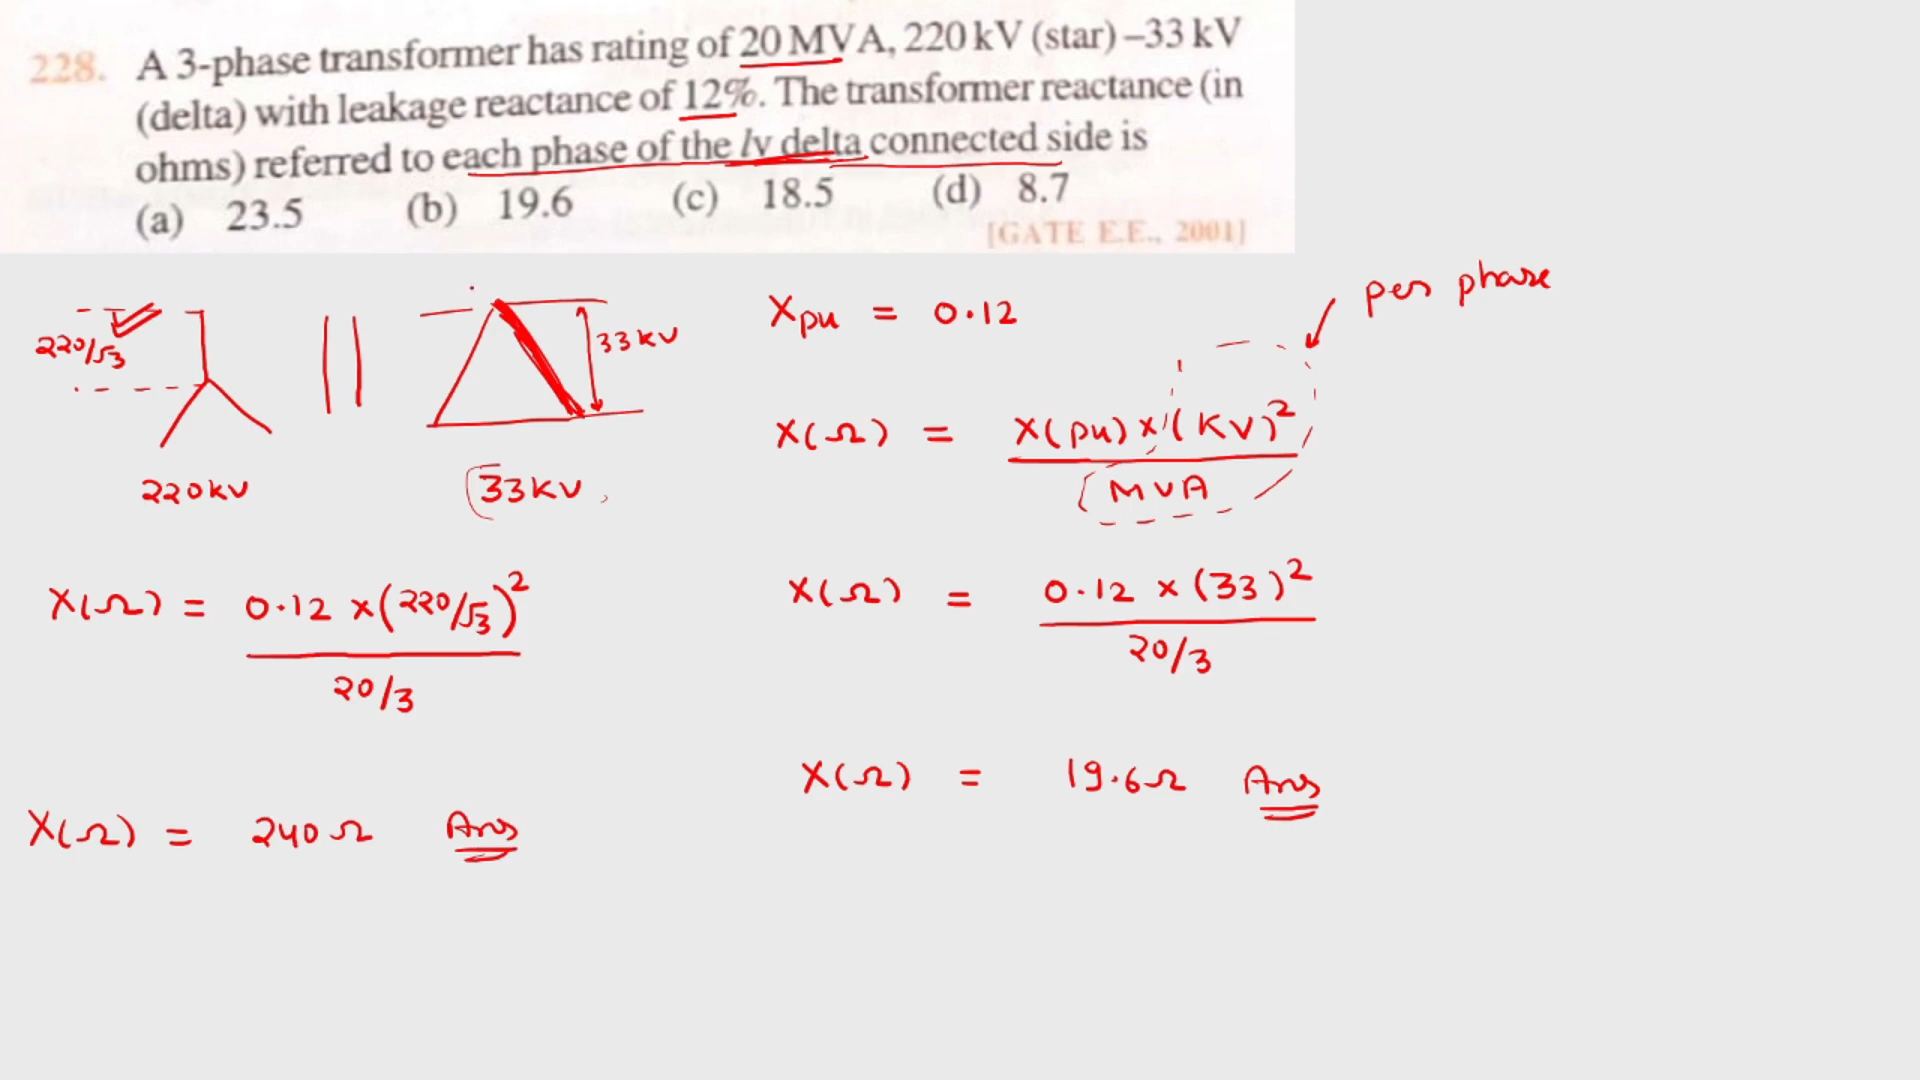 228. A 3-phase transformer has rating of 20 MVA, 220 kV (star) –33 kV
(delta) with leakage reactance of 12%. The transformer reactance (in
ohms) referred to each phase of the lv delta connected side is
(a) 23.5 (b) 19.6 (c) 18.5 (d) 8.7
[GATE E.E., 2001]
220/√3
220KV
33KV
33KV
X(Ω) = 0.12 x (220/√3)²
20/3
X(Ω) = 240Ω Ans
Xpu = 0.12
per phase
X(Ω) = X(pu) x (KV)²
MVA
X(Ω) = 0.12 x (33)²
20/3
X(Ω) = 19.6Ω Ans